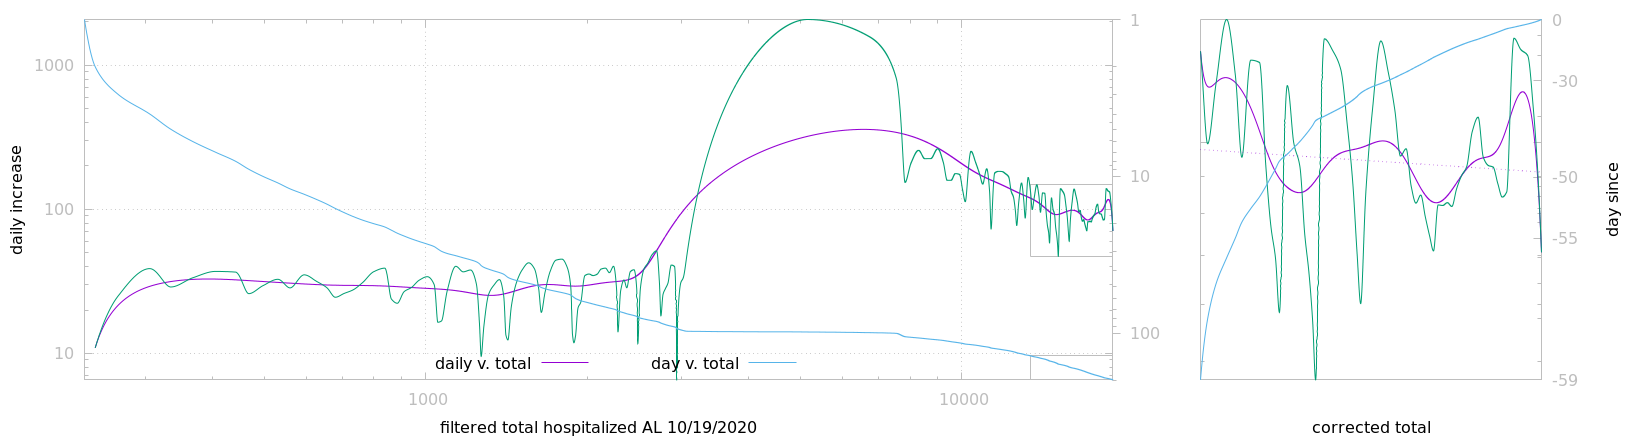 1000
100
10
daily increase
1
10
100
daily v. total
day v. total
1000
10000
filtered total hospitalized AL 10/19/2020
0
-30
-50
-55
-59
day since
corrected total